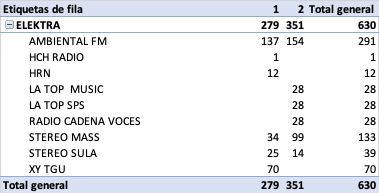 Etiquetas de fila 1 2 Total general
ELEKTRA 279 351 630
AMBIENTAL FM 137 154 291
HCH RADIO 1 1
HRN 12 12
LA TOP MUSIC 28 28
LA TOP SPS 28 28
RADIO CADENA VOCES 28 28
STEREO MASS 34 99 133
STEREO SULA 25 14 39
XY TGU 70 70
Total general 279 351 630